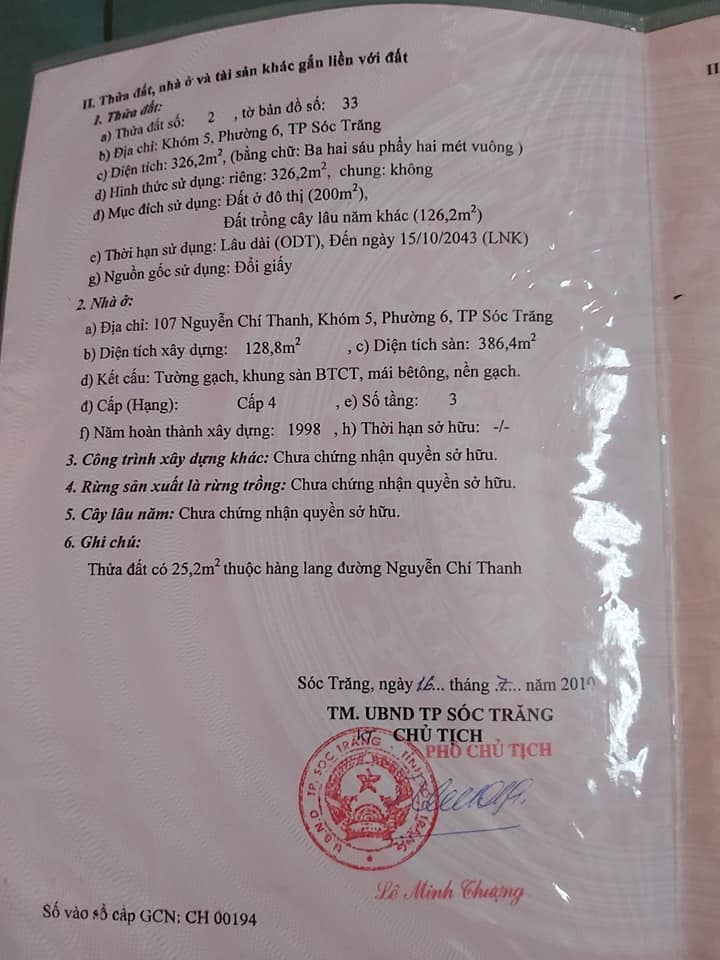 II. Thửa đất, nhà ở và tài sản khác gắn liền với đất
1. Thửa đất:
a) Thửa đất số: 2 , tờ bản đồ số: 33
b) Địa chỉ: Khóm 5, Phường 6, TP Sóc Trăng
c) Diện tích: 326,2m², (bằng chữ: Ba hai sáu phẩy hai mét vuông )
d) Hình thức sử dụng: riêng: 326,2m², chung: không
đ) Mục đích sử dụng: Đất ở đô thị (200m²),
Đất trồng cây lâu năm khác (126,2m²)
e) Thời hạn sử dụng: Lâu dài (ODT), Đến ngày 15/10/2043 (LNK)
g) Nguồn gốc sử dụng: Đổi giấy
2. Nhà ở:
a) Địa chỉ: 107 Nguyễn Chí Thanh, Khóm 5, Phường 6, TP Sóc Trăng
b) Diện tích xây dựng: 128,8m² , c) Diện tích sàn: 386,4m²
d) Kết cấu: Tường gạch, khung sàn BTCT, mái bêtông, nền gạch.
đ) Cấp (Hạng): Cấp 4 , e) Số tầng: 3
f) Năm hoàn thành xây dựng: 1998 , h) Thời hạn sở hữu: -/-
3. Công trình xây dựng khác: Chưa chứng nhận quyền sở hữu.
4. Rừng sản xuất là rừng trồng: Chưa chứng nhận quyền sở hữu.
5. Cây lâu năm: Chưa chứng nhận quyền sở hữu.
6. Ghi chú:
Thửa đất có 25,2m² thuộc hàng lang đường Nguyễn Chí Thanh
Sóc Trăng, ngày 16... tháng .7... năm 2010
TM. UBND TP SÓC TRĂNG
KT CHỦ TỊCH
PHÓ CHỦ TỊCH
U.B.N.D TP SÓC TRĂNG - TỈNH SÓC TRĂNG
Lê Minh Thượng
Số vào sổ cấp GCN: CH 00194
II